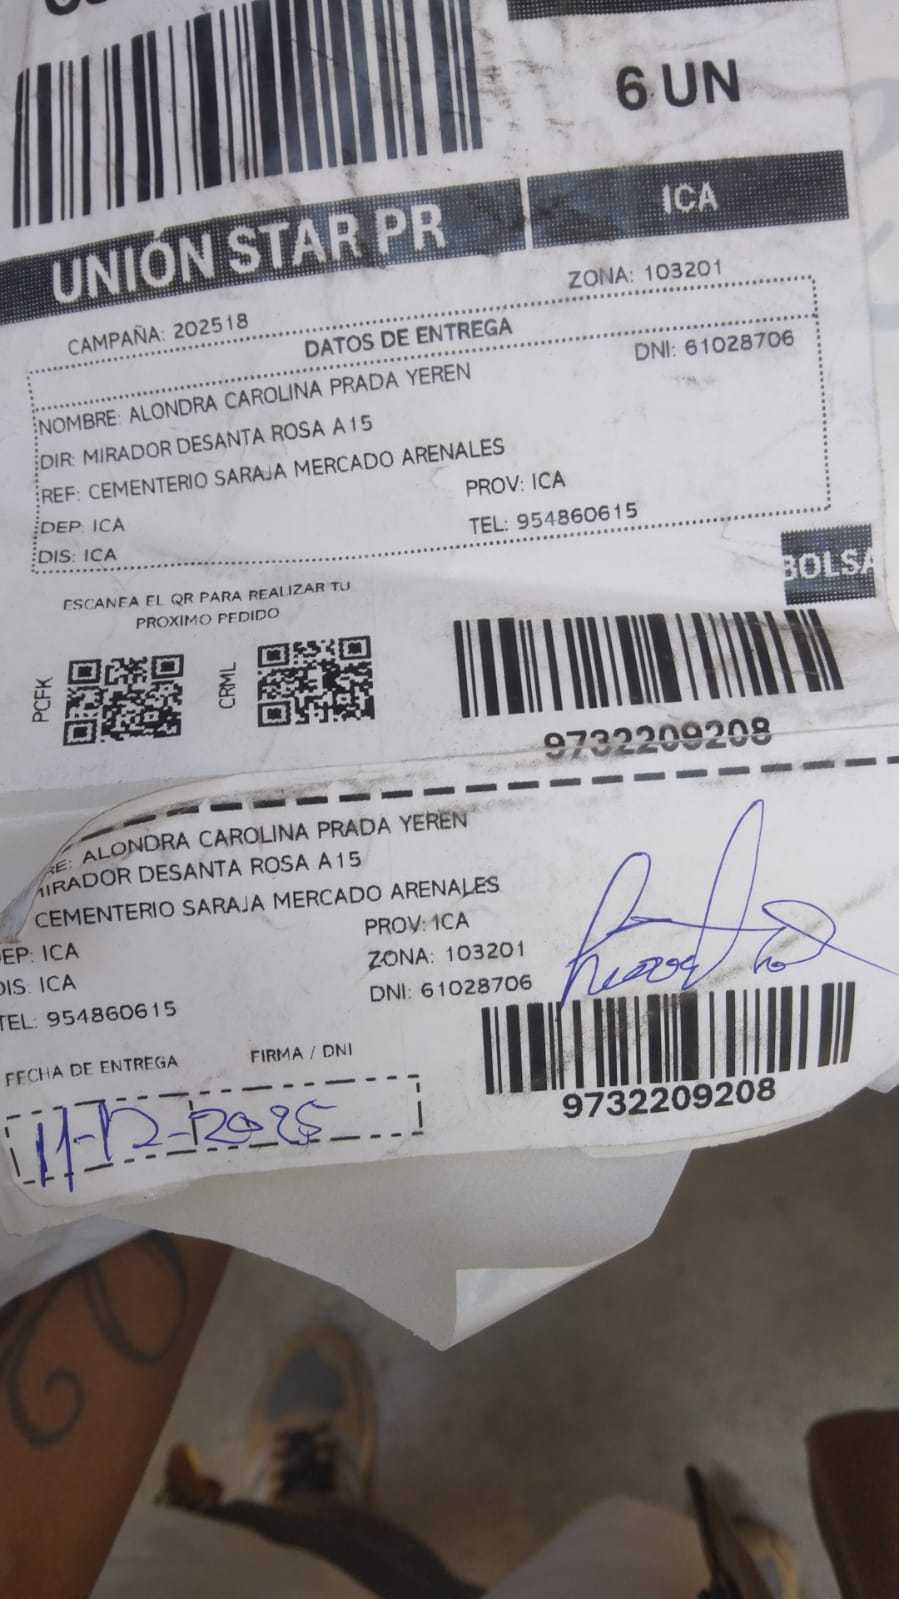 6 UN
UNIÓN STAR PR
ICA
CAMPAÑA: 202518
ZONA: 103201
DATOS DE ENTREGA
NOMBRE: ALONDRA CAROLINA PRADA YEREN
DNI: 61028706
DIR: MIRADOR DESANTA ROSA A15
REF: CEMENTERIO SARAJA MERCADO ARENALES
DEP: ICA
PROV: ICA
DIS: ICA
TEL: 954860615
BOLSA
ESCANEA EL QR PARA REALIZAR TU
PROXIMO PEDIDO
PCFK
CRML
9732209208
RE: ALONDRA CAROLINA PRADA YEREN
MIRADOR DESANTA ROSA A15
CEMENTERIO SARAJA MERCADO ARENALES
DEP: ICA
PROV: ICA
DIS: ICA
ZONA: 103201
TEL: 954860615
DNI: 61028706
FECHA DE ENTREGA
FIRMA / DNI
11-12-2025
9732209208